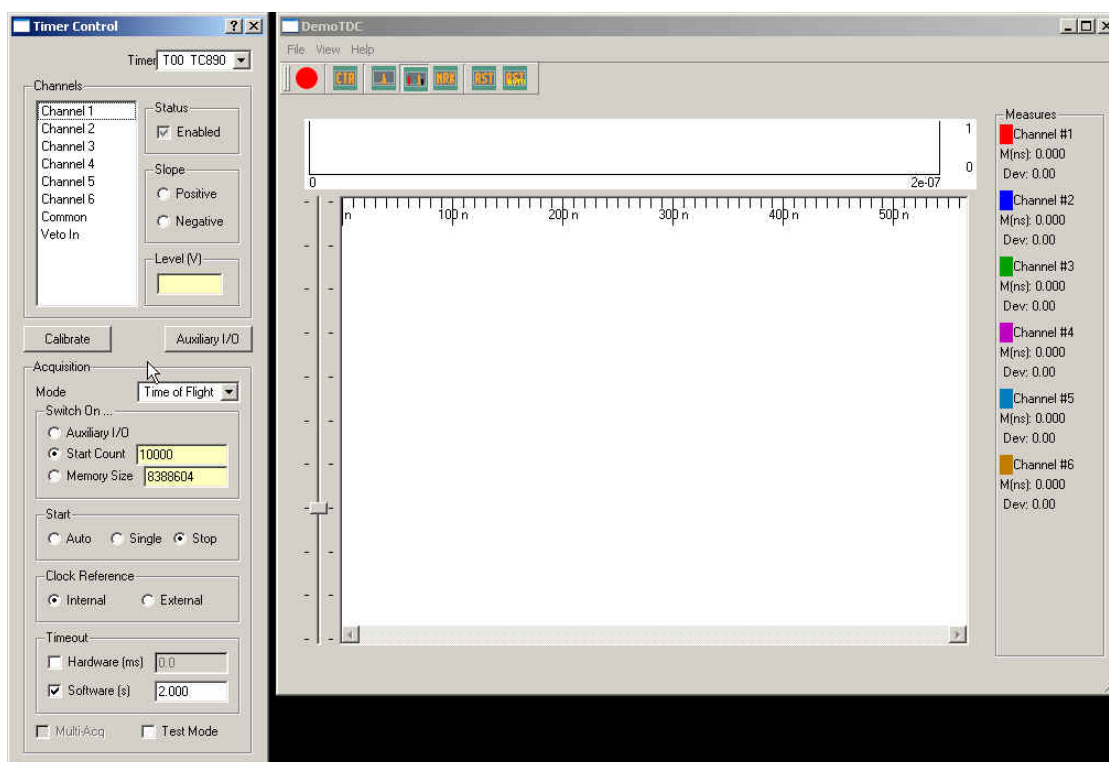 Timer Control
Timer T00 TC890
Channels
Channel 1
Channel 2
Channel 3
Channel 4
Channel 5
Channel 6
Common
Veto In
Status
Enabled
Slope
Positive
Negative
Level (V)
Calibrate
Auxiliary I/O
Acquisition
Mode Time of Flight
Switch On ...
Auxiliary I/O
Start Count 10000
Memory Size 8388604
Start
Auto Single Stop
Clock Reference
Internal External
Timeout
Hardware (ms) 0.0
Software (s) 2.000
Multi-Acq Test Mode
DemoTDC
File View Help
CTR MRK RST
1
0
0 2e-07
n 100 n 200 n 300 n 400 n 500 n
Measures
Channel #1
M(ns): 0.000
Dev: 0.00
Channel #2
M(ns): 0.000
Dev: 0.00
Channel #3
M(ns): 0.000
Dev: 0.00
Channel #4
M(ns): 0.000
Dev: 0.00
Channel #5
M(ns): 0.000
Dev: 0.00
Channel #6
M(ns): 0.000
Dev: 0.00